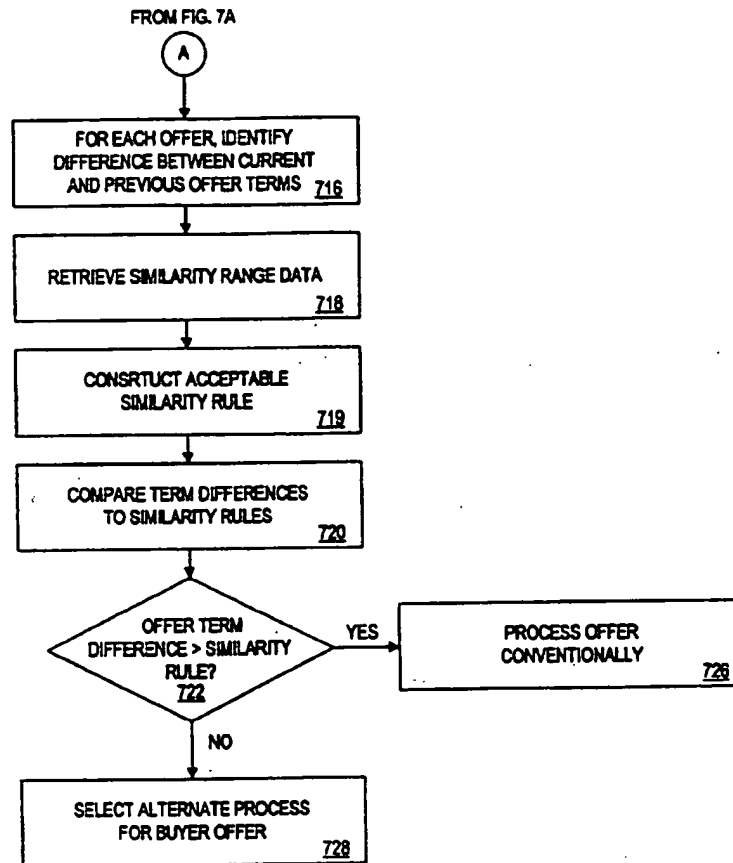 FROM FIG. 7A
A
FOR EACH OFFER, IDENTIFY
DIFFERENCE BETWEEN CURRENT
AND PREVIOUS OFFER TERMS
716
RETRIEVE SIMILARITY RANGE DATA
718
CONSRTUCT ACCEPTABLE
SIMILARITY RULE
719
COMPARE TERM DIFFERENCES
TO SIMILARITY RULES
720
OFFER TERM
DIFFERENCE > SIMILARITY
RULE?
722
YES
PROCESS OFFER
CONVENTIONALLY
726
NO
SELECT ALTERNATE PROCESS
FOR BUYER OFFER
728